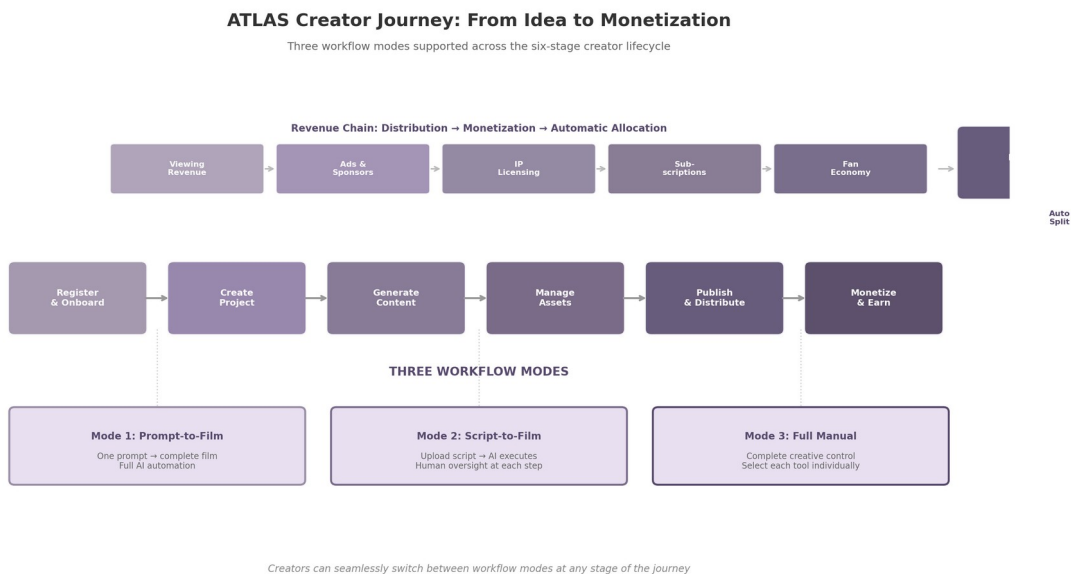 ATLAS Creator Journey: From Idea to Monetization
Three workflow modes supported across the six-stage creator lifecycle
Revenue Chain: Distribution → Monetization → Automatic Allocation
Viewing
Revenue
Ads &
Sponsors
IP
Licensing
Sub-
scriptions
Fan
Economy
Auto
Split
Register
& Onboard
Create
Project
Generate
Content
Manage
Assets
Publish
& Distribute
Monetize
& Earn
THREE WORKFLOW MODES
Mode 1: Prompt-to-Film
One prompt → complete film
Full AI automation
Mode 2: Script-to-Film
Upload script → AI executes
Human oversight at each step
Mode 3: Full Manual
Complete creative control
Select each tool individually
Creators can seamlessly switch between workflow modes at any stage of the journey